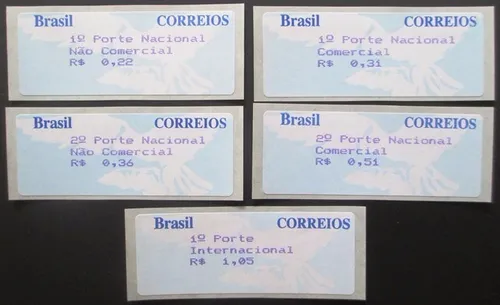 Brasil CORREIOS
1º Porte Nacional
Não Comercial
R$ 0,22
Brasil CORREIOS
1º Porte Nacional
Comercial
R$ 0,31
Brasil CORREIOS
2º Porte Nacional
Não Comercial
R$ 0,36
Brasil CORREIOS
2º Porte Nacional
Comercial
R$ 0,51
Brasil CORREIOS
1º Porte
Internacional
R$ 1,05